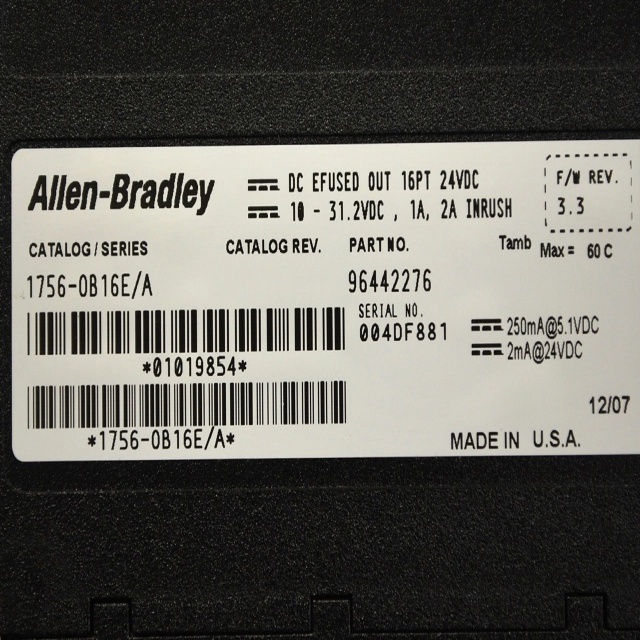 Allen-Bradley
DC EFUSED OUT 16PT 24VDC
10 - 31.2VDC , 1A, 2A INRUSH
F/W REV.
3.3
CATALOG / SERIES
CATALOG REV.
PART NO.
Tamb Max = 60 C
1756-OB16E/A
96442276
SERIAL NO.
004DF881
250mA@5.1VDC
2mA@24VDC
*01019854*
*1756-OB16E/A*
12/07
MADE IN U.S.A.